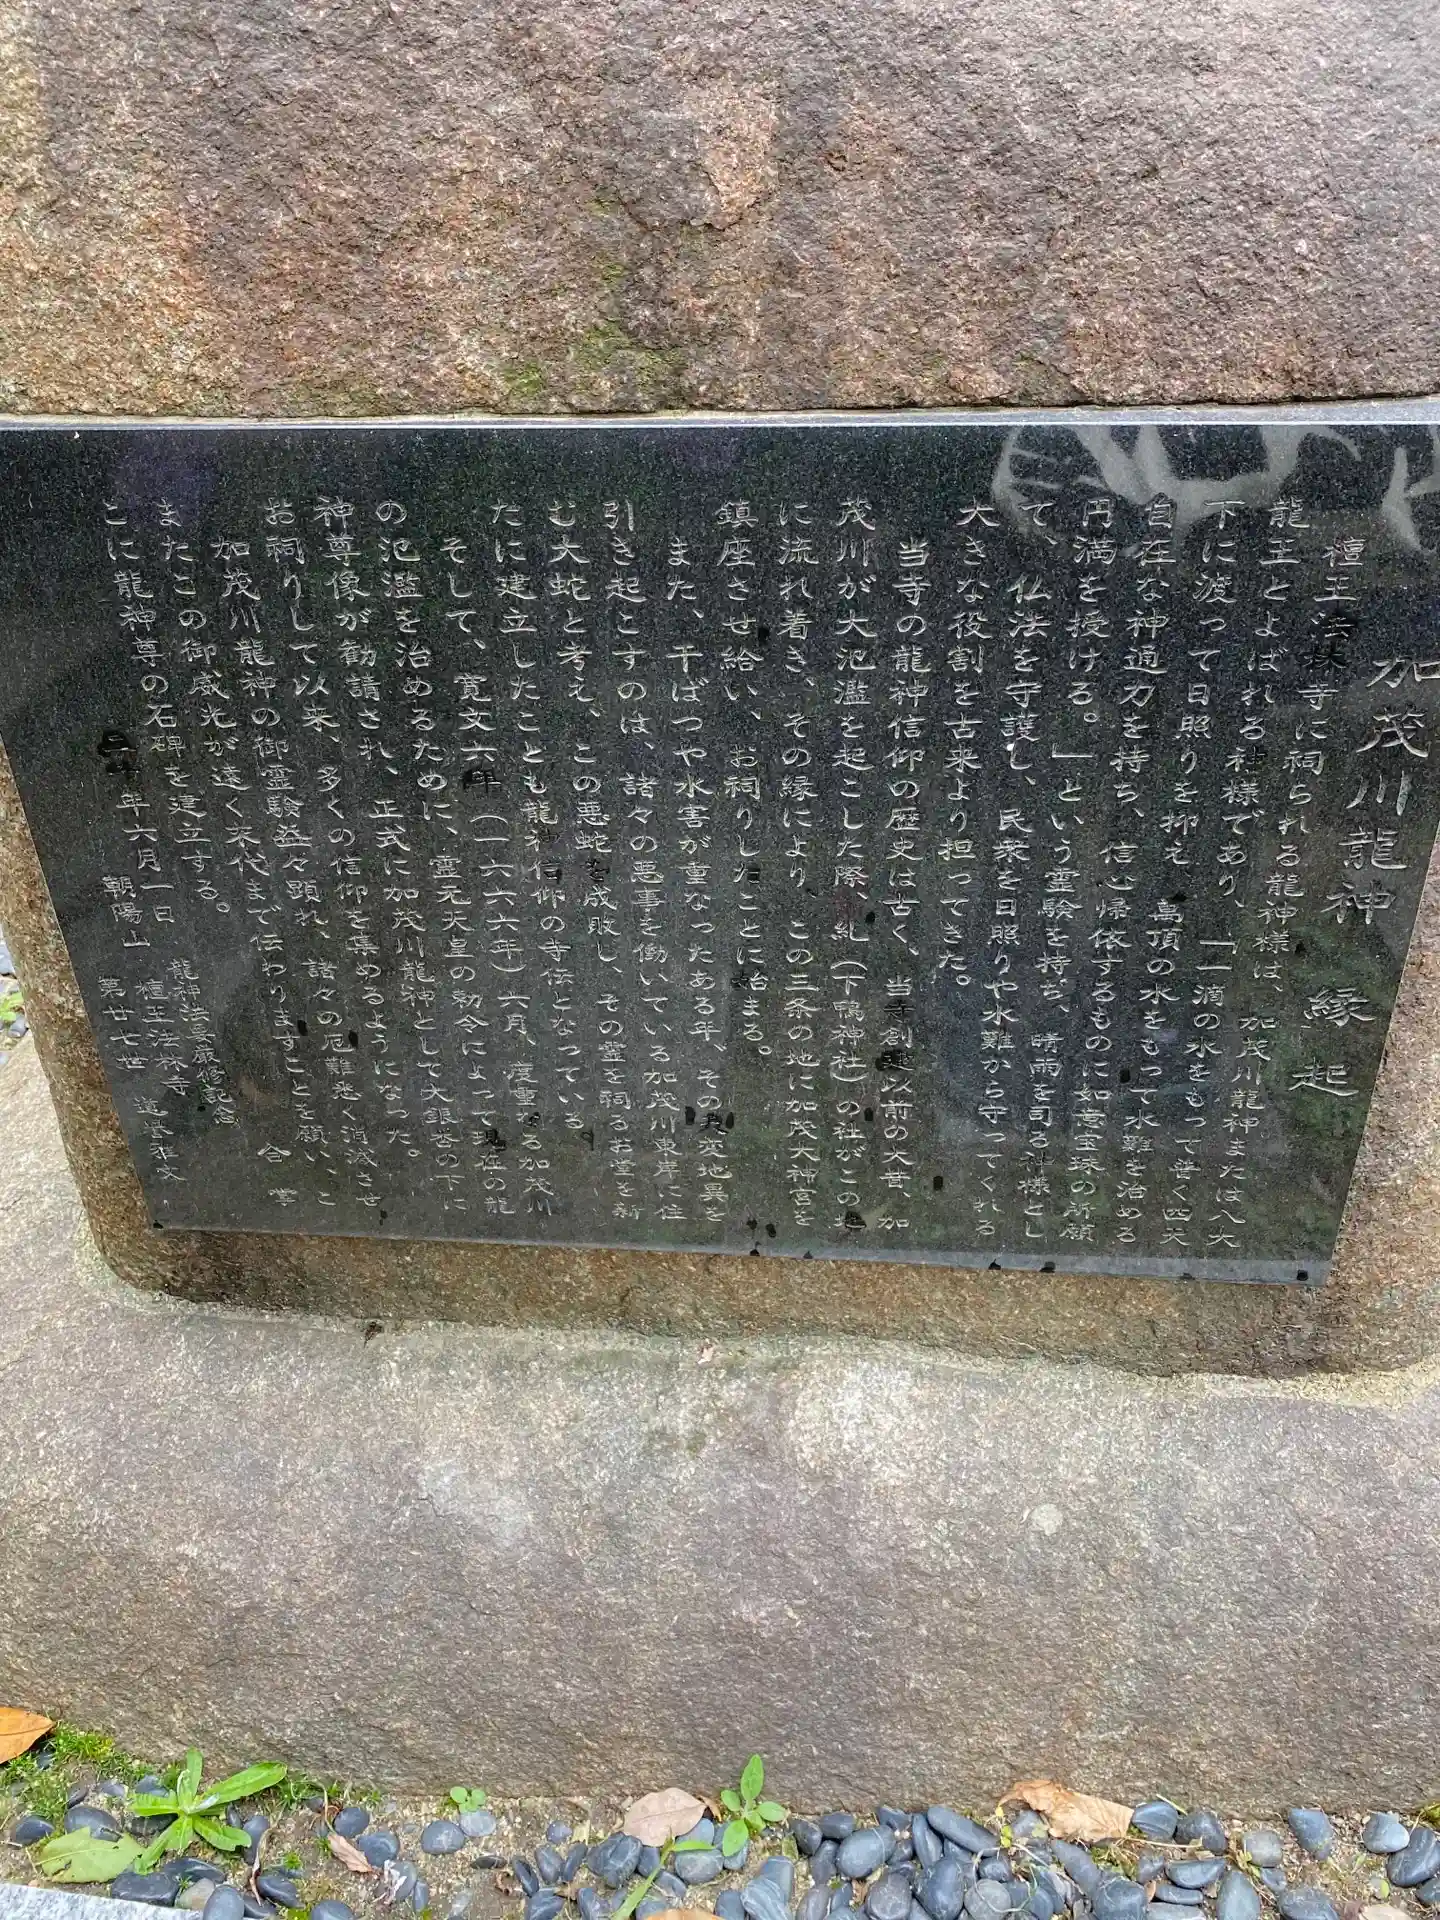 加茂川龍神縁起
檀王法林寺に祠られる龍神様は、加茂川龍神または八大
龍王とよばれる神様であり、「一滴の水をもって普く四天
下に渡って日照りを抑え、萬頂の水をもって水難を治める
自在な神通力を持ち、信心帰依するものに如意宝珠の所願
円満を授ける。」という霊験を持ち、晴雨を司る神様とし
て、仏法を守護し、民衆を日照りや水難から守ってくれる
大きな役割を古来より担ってきた。
当寺の龍神信仰の歴史は古く、当寺創建以前の大昔、加
茂川が大氾濫を起こした際、糺（下鴨神社）の社がこの地
に流れ着き、その縁により、この三条の地に加茂大神宮を
鎮座させ給い、お祠りしたことに始まる。
また、干ばつや水害が重なったある年、その天変地異を
引き起こすのは、諸々の悪事を働いている加茂川東岸に住
む大蛇と考え、この悪蛇を成敗し、その霊を祠るお堂を新
たに建立したことも龍神信仰の寺伝となっている。
そして、寛文六年（一六六六年）六月、度重なる加茂川
の氾濫を治めるために、霊元天皇の勅令によって現在の龍
神尊像が勧請され、正式に加茂川龍神として大銀杏の下に
お祠りして以来、多くの信仰を集めるようになった。
加茂川龍神の御霊験益々顕れ、諸々の厄難悉く消滅させ
またこの御威光が遠く末代まで伝わりますことを願い、と
こに龍神尊の石碑を建立する。
合掌
龍神法要厳修記念
年六月一日
檀王法林寺
朝陽山
第廿七世